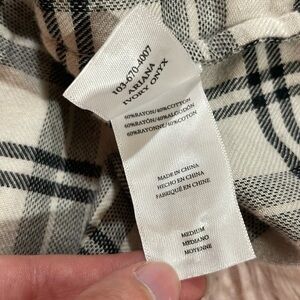 103.670-4007
ARIANA
IVORY ONYX
60%RAYON/40%COTTON
60%RAYÓN/40%ALGODÓN
60%RAYONNE/40%COTON
MADE IN CHINA
HECHO EN CHINA
FABRIQUÉ EN CHINE
MEDIUM
MEDIANO
MOYENNE